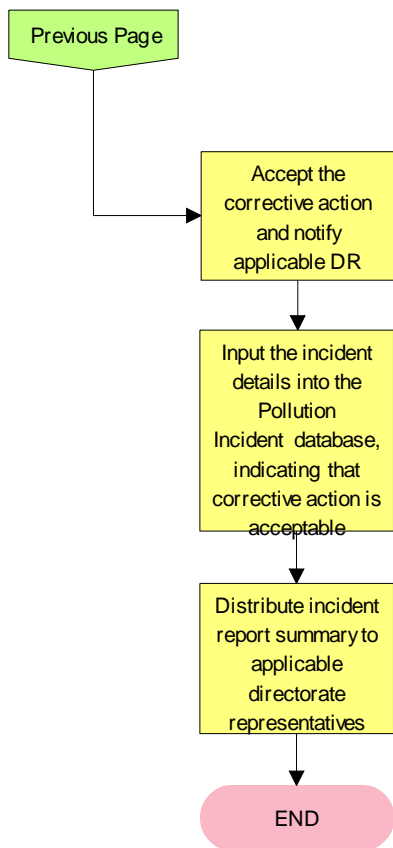 Previous Page
Accept the
corrective action
and notify
applicable DR
Input the incident
details into the
Pollution
Incident database,
indicating that
corrective action is
acceptable
Distribute incident
report summary to
applicable
directorate
representatives
END